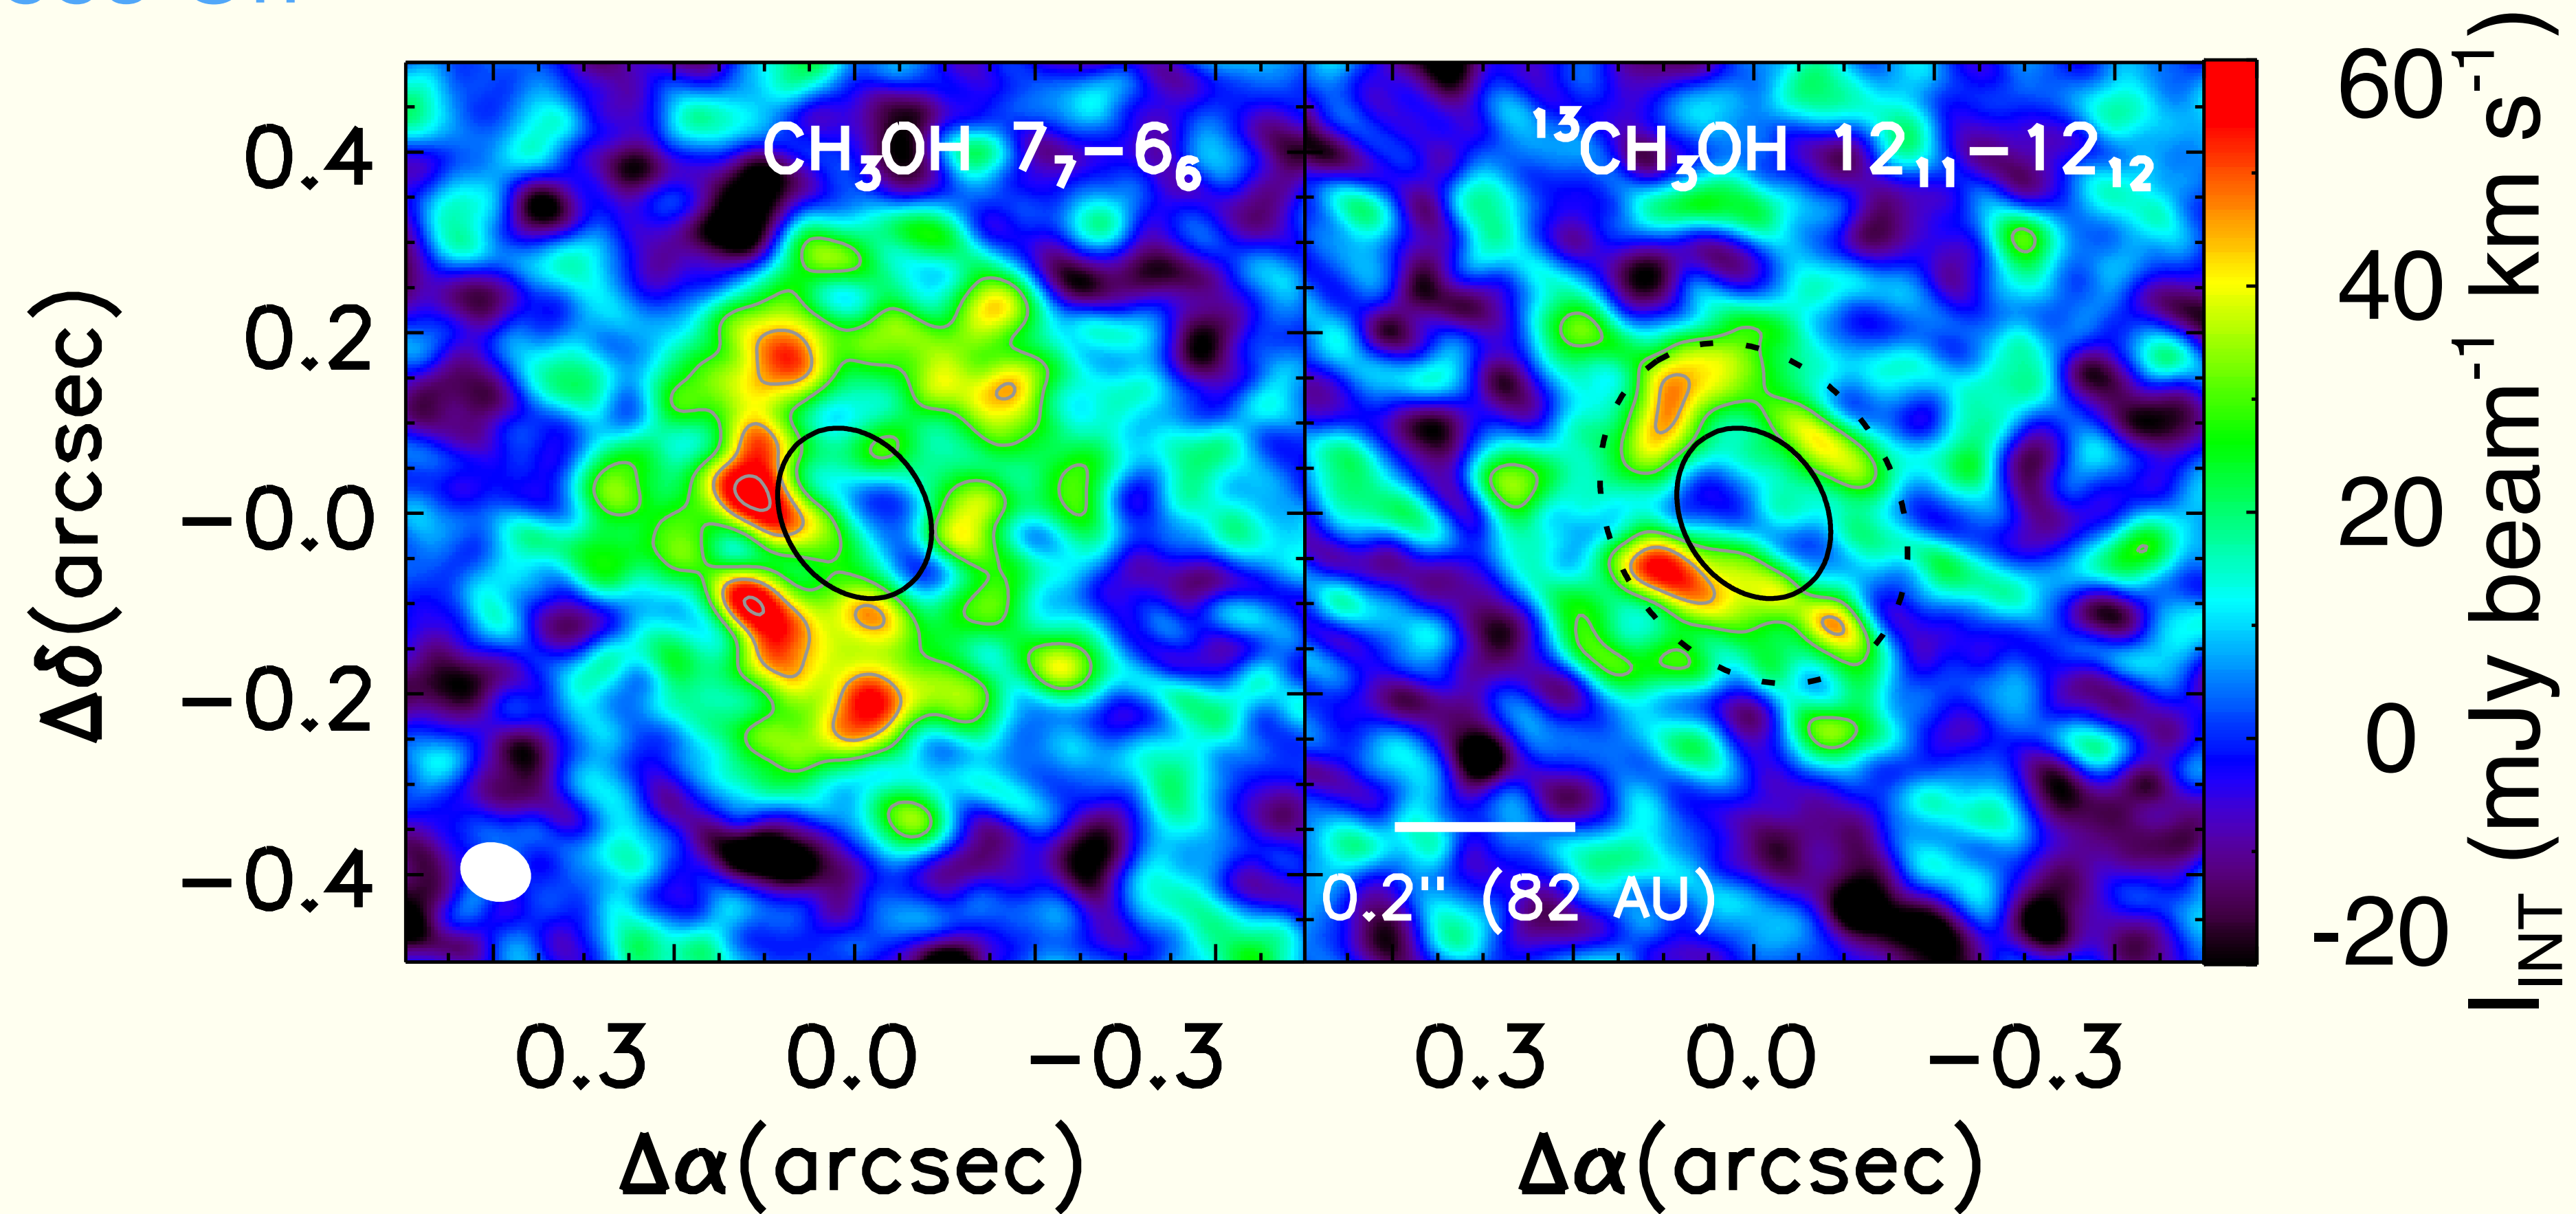 CH₃OH 7₇−6₆
¹³CH₃OH 12₁₁−12₁₂
0.4
0.2
−0.0
−0.2
−0.4
Δδ(arcsec)
0.2" (82 AU)
60
40
20
0
-20
I_INT (mJy beam⁻¹ km s⁻¹)
0.3 0.0 −0.3
0.3 0.0 −0.3
Δα(arcsec)
Δα(arcsec)